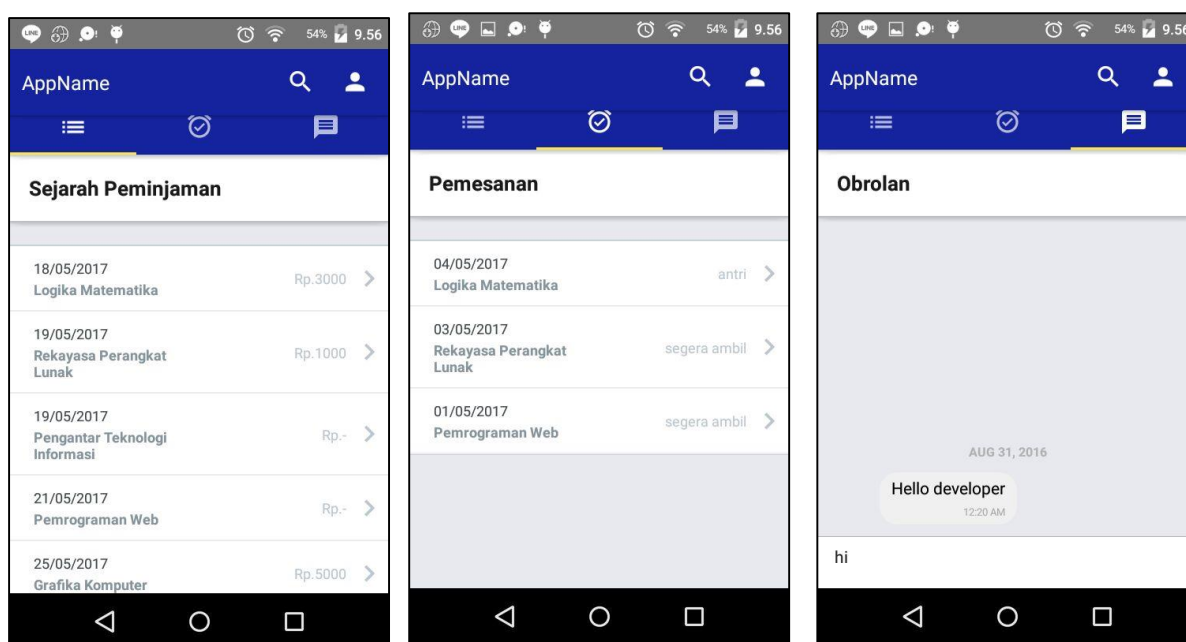 LINE 54% 9.56
AppName
Sejarah Peminjaman
18/05/2017
Logika Matematika
Rp.3000
19/05/2017
Rekayasa Perangkat
Lunak
Rp.1000
19/05/2017
Pengantar Teknologi
Informasi
Rp.-
21/05/2017
Pemrograman Web
Rp.-
25/05/2017
Grafika Komputer
Rp.5000
LINE 54% 9.56
AppName
Pemesanan
04/05/2017
Logika Matematika
antri
03/05/2017
Rekayasa Perangkat
Lunak
segera ambil
01/05/2017
Pemrograman Web
segera ambil
LINE 54% 9.56
AppName
Obrolan
AUG 31, 2016
Hello developer
12:20 AM
hi